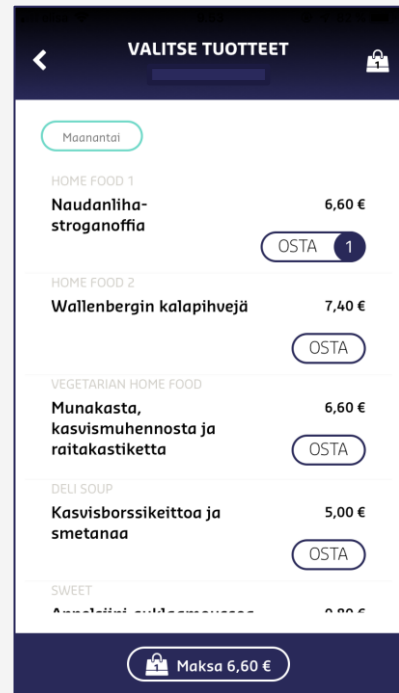 VALITSE TUOTTEET
1
Maanantai
HOME FOOD 1
Naudanliha-
stroganoffia
6,60 €
OSTA 1
HOME FOOD 2
Wallenbergin kalapihvejä
7,40 €
OSTA
VEGETARIAN HOME FOOD
Munakasta,
kasvismuhennosta ja
raitakastiketta
6,60 €
OSTA
DELI SOUP
Kasvisborssikeittoa ja
smetanaa
5,00 €
OSTA
SWEET
1 Maksa 6,60 €